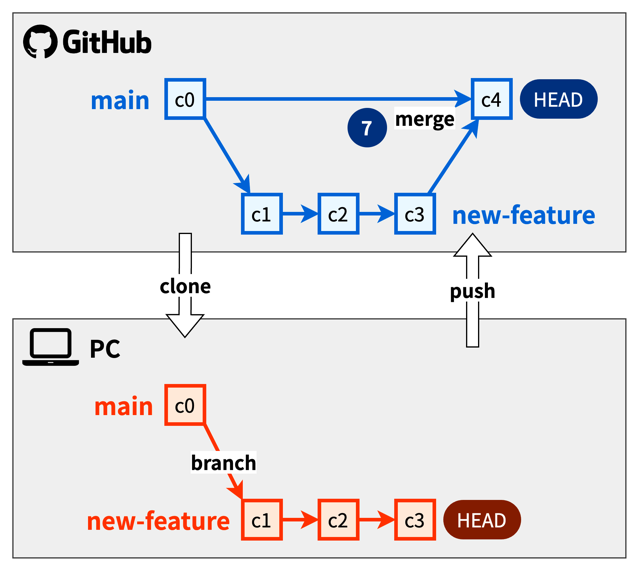 GitHub
main
c0
c4
HEAD
7
merge
c1
c2
c3
new-feature
clone
push
PC
main
c0
branch
new-feature
c1
c2
c3
HEAD